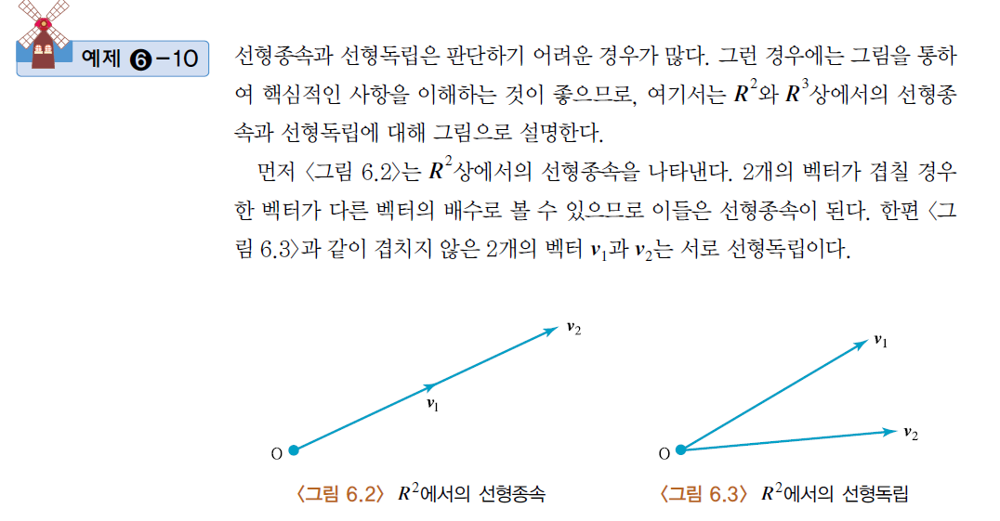 예제 6-10
선형종속과 선형독립은 판단하기 어려운 경우가 많다. 그런 경우에는 그림을 통하
여 핵심적인 사항을 이해하는 것이 좋으므로, 여기서는 R²와 R³상에서의 선형종
속과 선형독립에 대해 그림으로 설명한다.
먼저 〈그림 6.2〉는 R²상에서의 선형종속을 나타낸다. 2개의 벡터가 겹칠 경우
한 벡터가 다른 벡터의 배수로 볼 수 있으므로 이들은 선형종속이 된다. 한편 〈그
림 6.3〉과 같이 겹치지 않은 2개의 벡터 v₁과 v₂는 서로 선형독립이다.
v₂
v₁
O
〈그림 6.2〉 R²에서의 선형종속
v₁
v₂
O
〈그림 6.3〉 R²에서의 선형독립